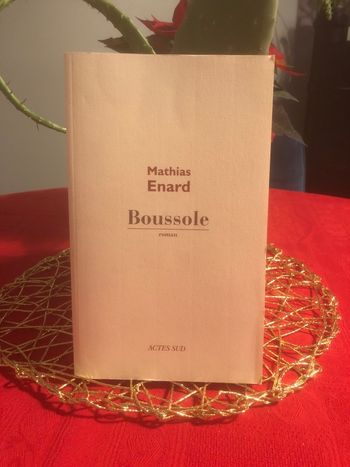 Mathias
Enard
Boussole
roman
ACTES SUD